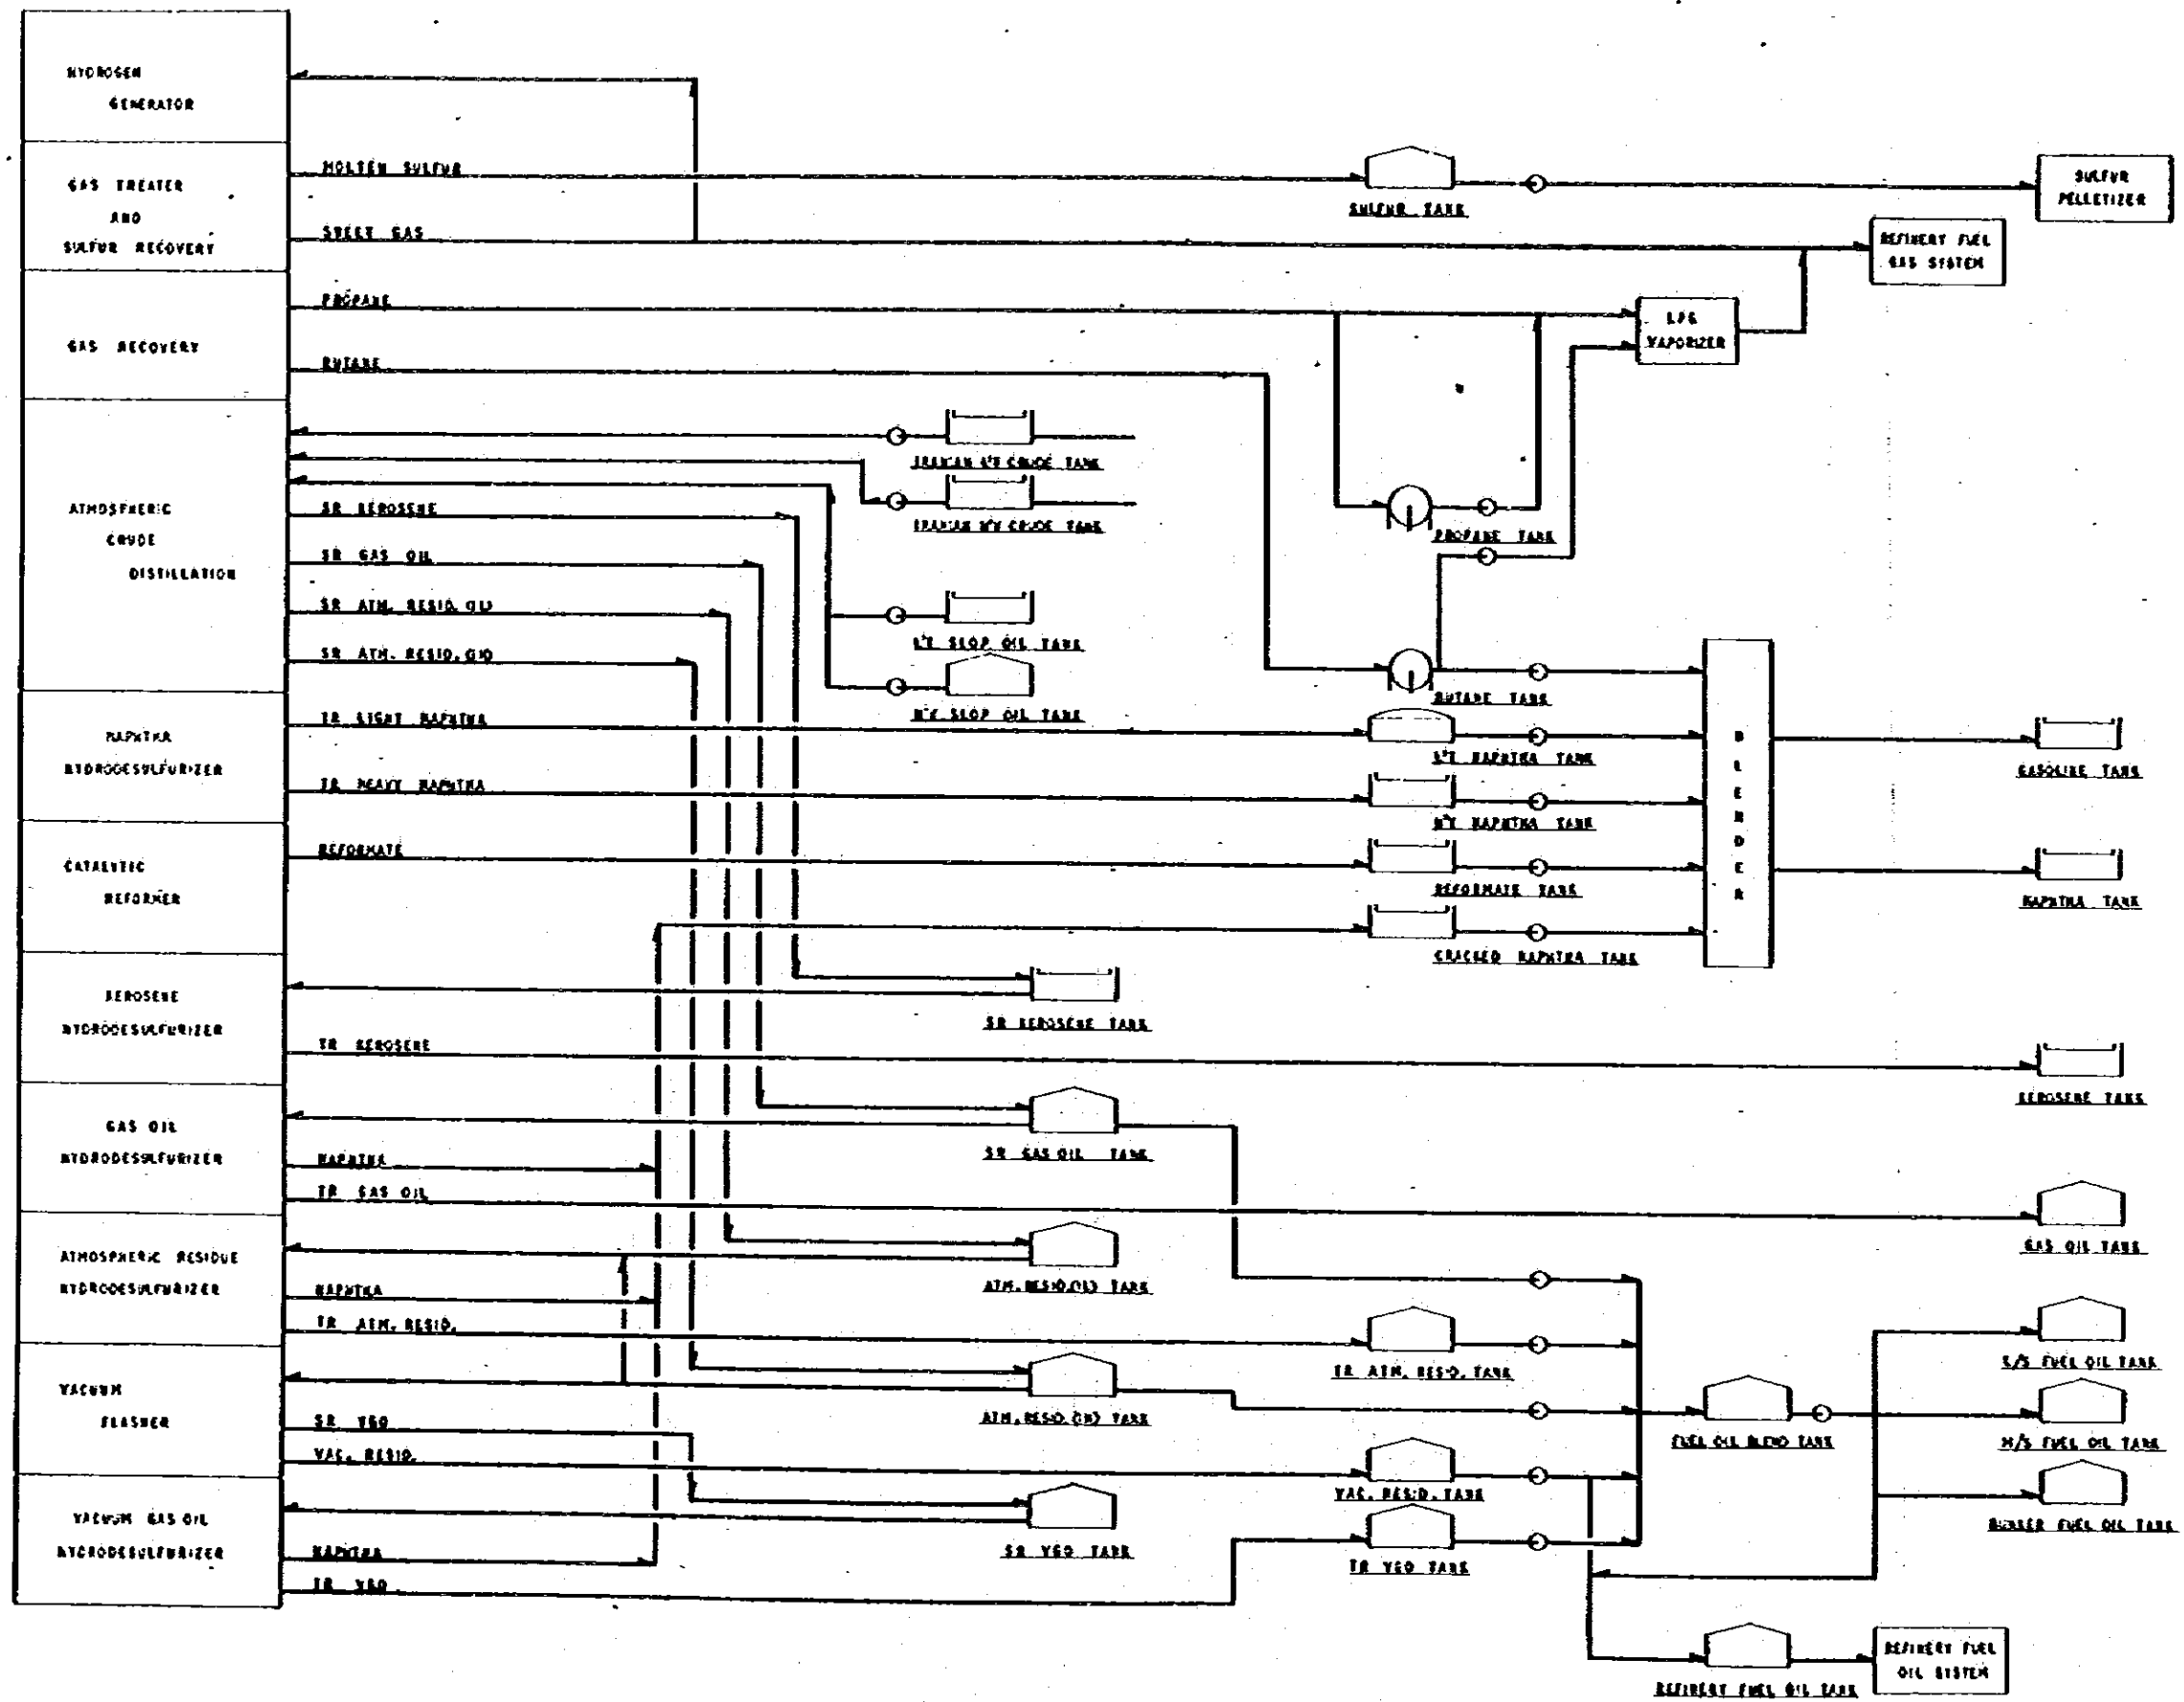 HYDROGEN
GENERATOR
GAS TREATER
AND
SULFUR RECOVERY
GAS RECOVERY
ATMOSPHERIC
CRUDE
DISTILLATION
NAPHTHA
HYDRODESULFURIZER
CATALYTIC
REFORMER
KEROSENE
HYDRODESULFURIZER
GAS OIL
HYDRODESULFURIZER
ATMOSPHERIC RESIDUE
HYDRODESULFURIZER
VACUUM
FLASHER
VACUUM GAS OIL
HYDRODESULFURIZER
MOLTEN SULFUR
SWEET GAS
PROPANE
BUTANE
SR KEROSENE
SR GAS OIL
SR ATM. RESID.(L)
SR ATM. RESID.(H)
TR LIGHT NAPHTHA
TR HEAVY NAPHTHA
REFORMATE
TR KEROSENE
NAPHTHA
TR GAS OIL
NAPHTHA
TR ATM. RESID.
SR VGO
VAC. RESID.
NAPHTHA
TR VGO
IRANIAN L'T CRUDE TANK
IRANIAN H'Y CRUDE TANK
L'T SLOP OIL TANK
H'Y SLOP OIL TANK
SR KEROSENE TANK
SR GAS OIL TANK
ATM.RESID.(L) TANK
ATM.RESID.(H) TANK
SR VGO TANK
SULFUR TANK
PROPANE TANK
BUTANE TANK
L'T NAPHTHA TANK
H'Y NAPHTHA TANK
REFORMATE TANK
CRACKED NAPHTHA TANK
TR ATM. RESID. TANK
VAC. RESID. TANK
TR VGO TANK
LPG
VAPORIZER
BLENDER
FUEL OIL BLEND TANK
REFINERY FUEL OIL TANK
SULFUR
PELLETIZER
REFINERY FUEL
GAS SYSTEM
GASOLINE TANK
NAPHTHA TANK
KEROSENE TANK
GAS OIL TANK
L/S FUEL OIL TANK
M/S FUEL OIL TANK
BUNKER FUEL OIL TANK
REFINERY FUEL
OIL SYSTEM